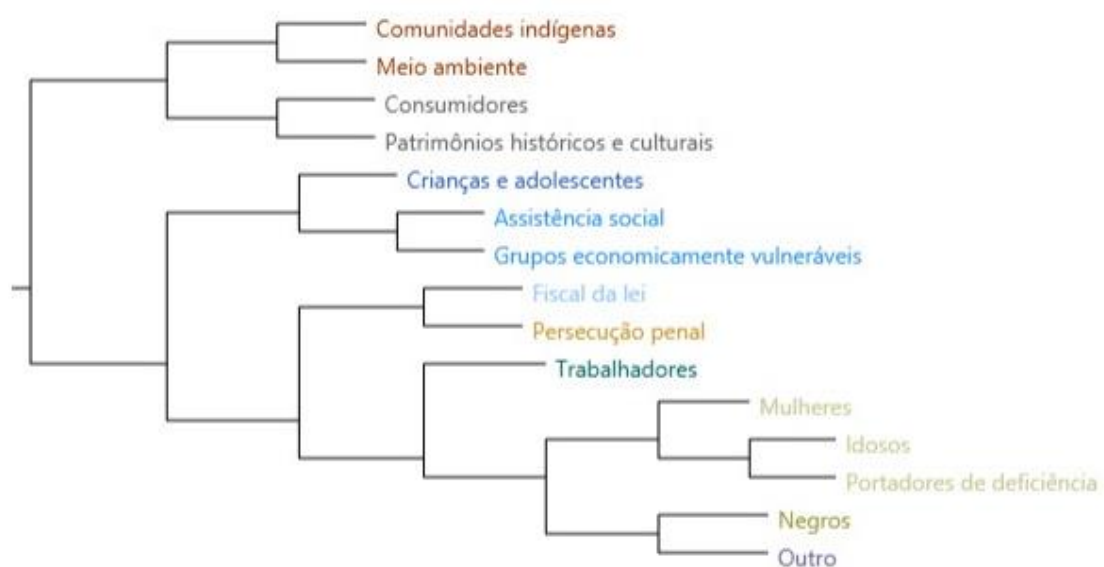 Comunidades indígenas
Meio ambiente
Consumidores
Patrimônios históricos e culturais
Crianças e adolescentes
Assistência social
Grupos economicamente vulneráveis
Fiscal da lei
Persecução penal
Trabalhadores
Mulheres
Idosos
Portadores de deficiência
Negros
Outro